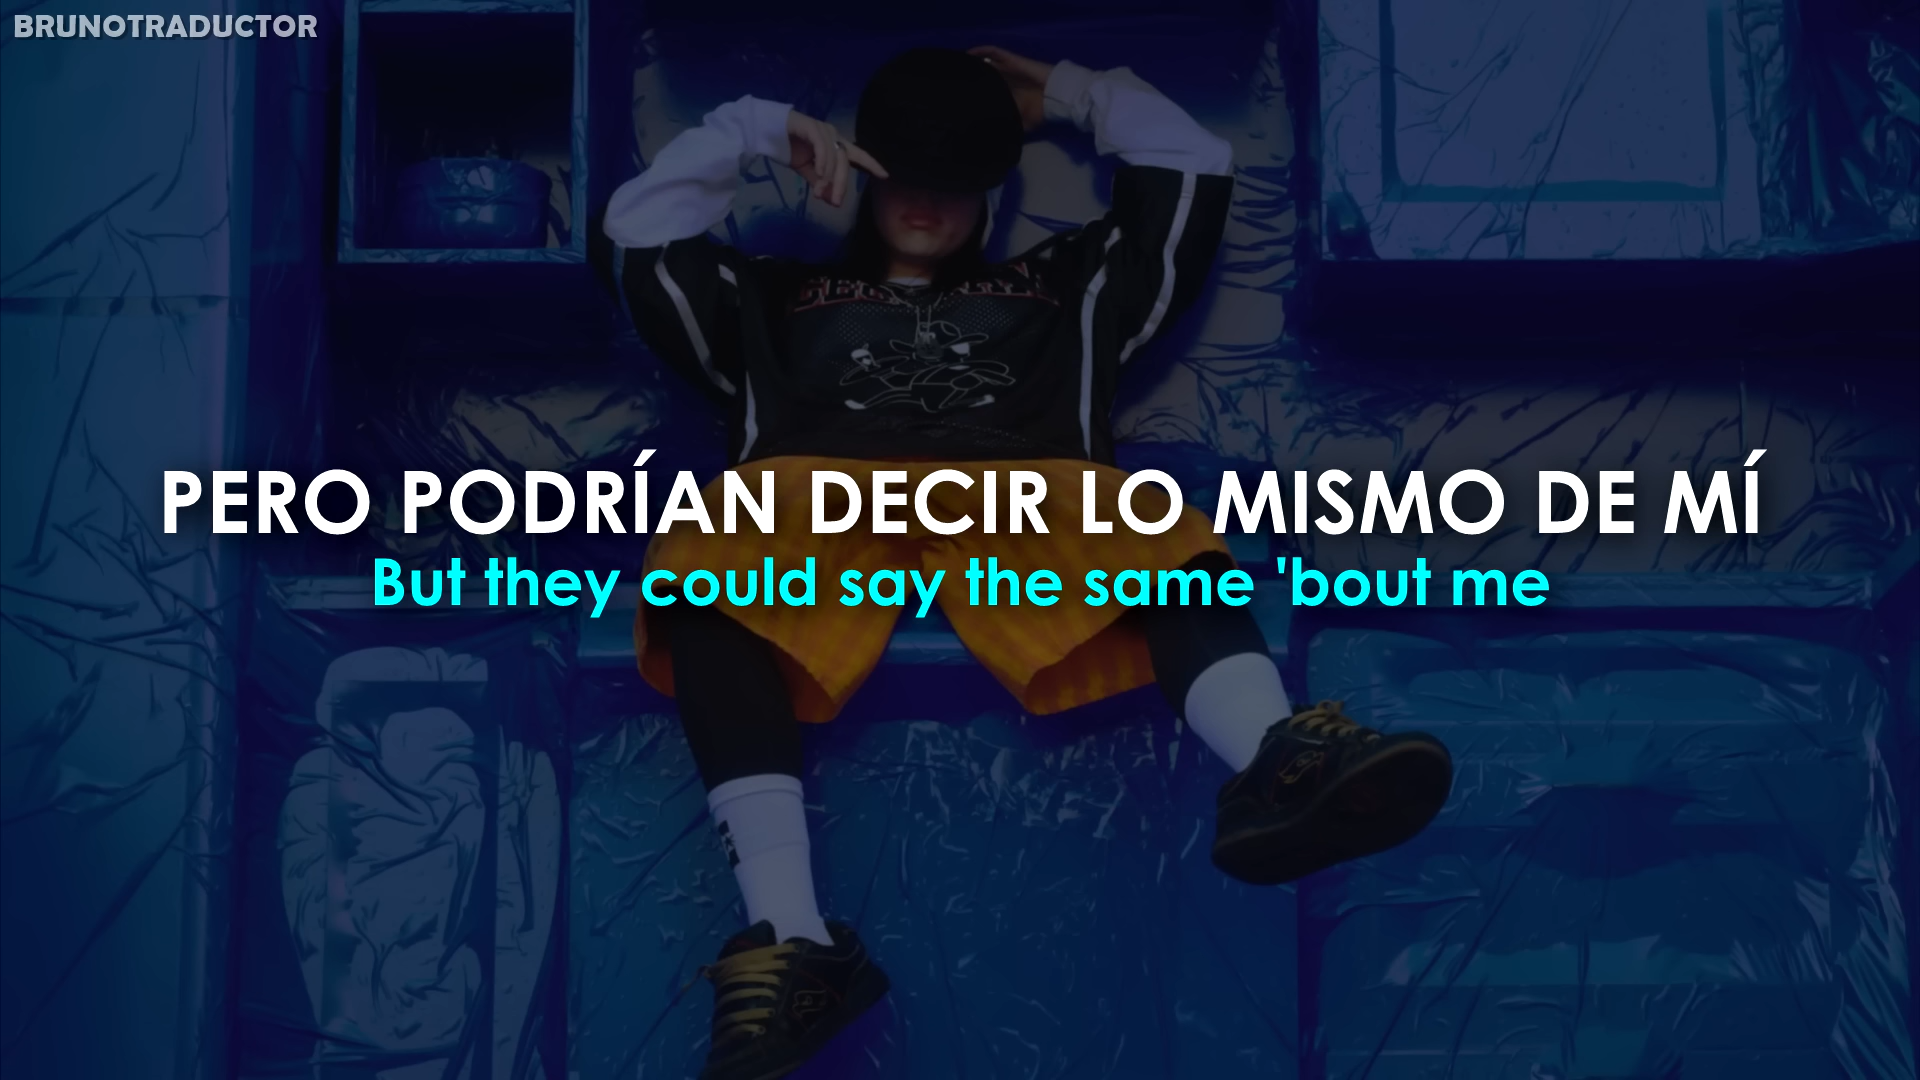 BRUNOTRADUCTOR
PERO PODRÍAN DECIR LO MISMO DE MÍ
But they could say the same 'bout me